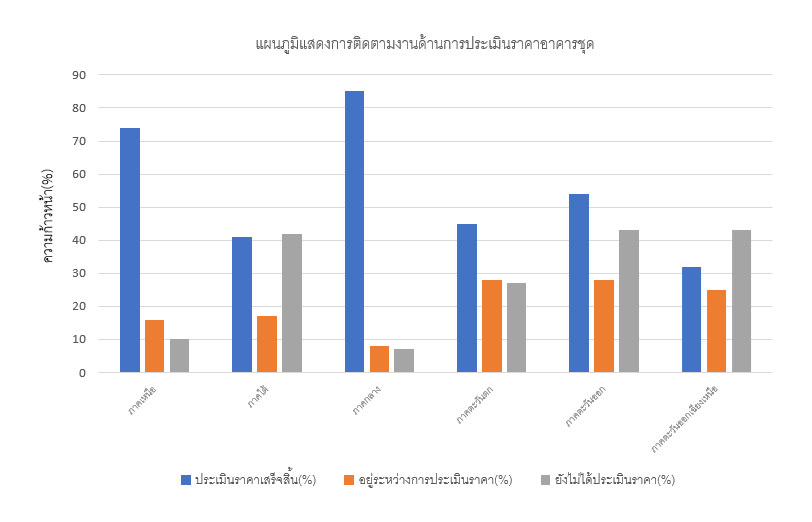 แผนภูมิแสดงการติดตามงานด้านการประเมินราคาอาคารชุด
ความก้าวหน้า(%)
90
80
70
60
50
40
30
20
10
0
ภาคเหนือ
ภาคใต้
ภาคกลาง
ภาคตะวันตก
ภาคตะวันออก
ภาคตะวันออกเฉียงเหนือ
ประเมินราคาเสร็จสิ้น(%)
อยู่ระหว่างการประเมินราคา(%)
ยังไม่ได้ประเมินราคา(%)